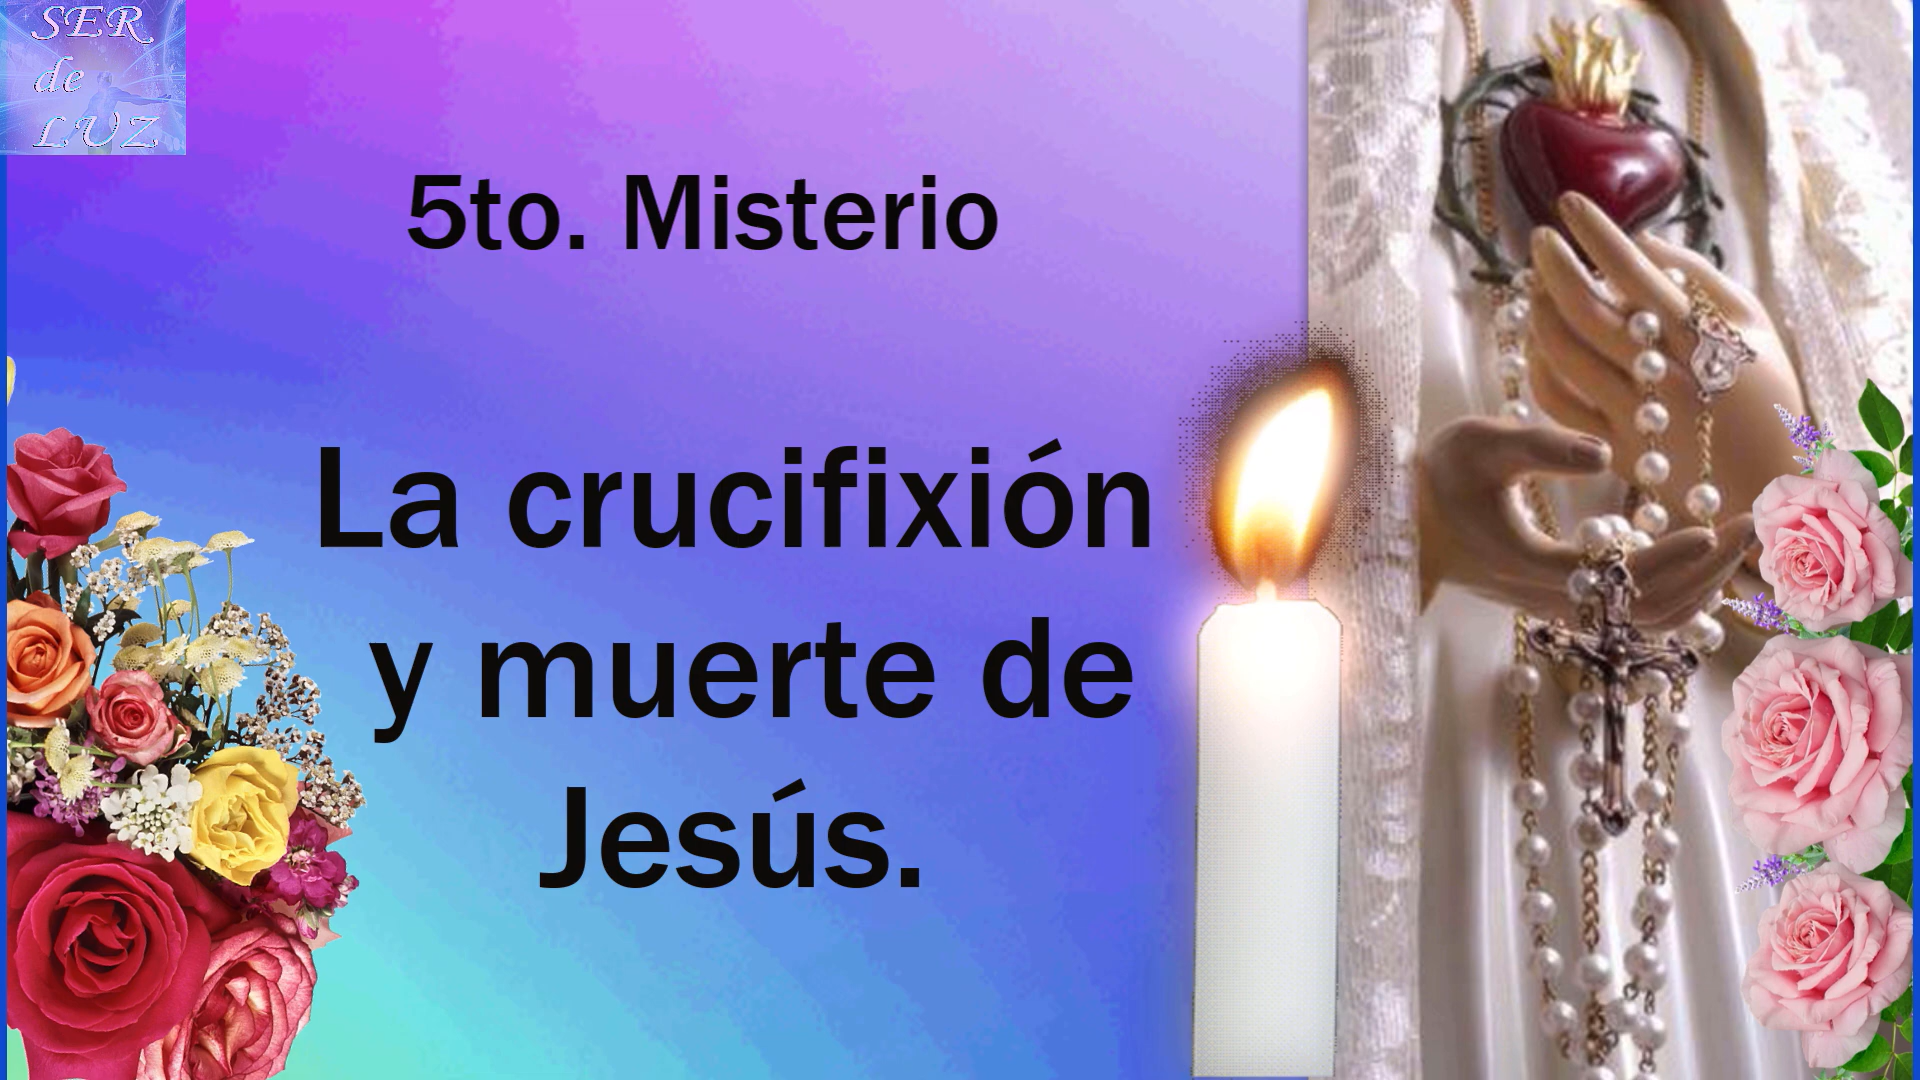 SER
de
LUZ
5to. Misterio
La crucifixión
y muerte de
Jesús.